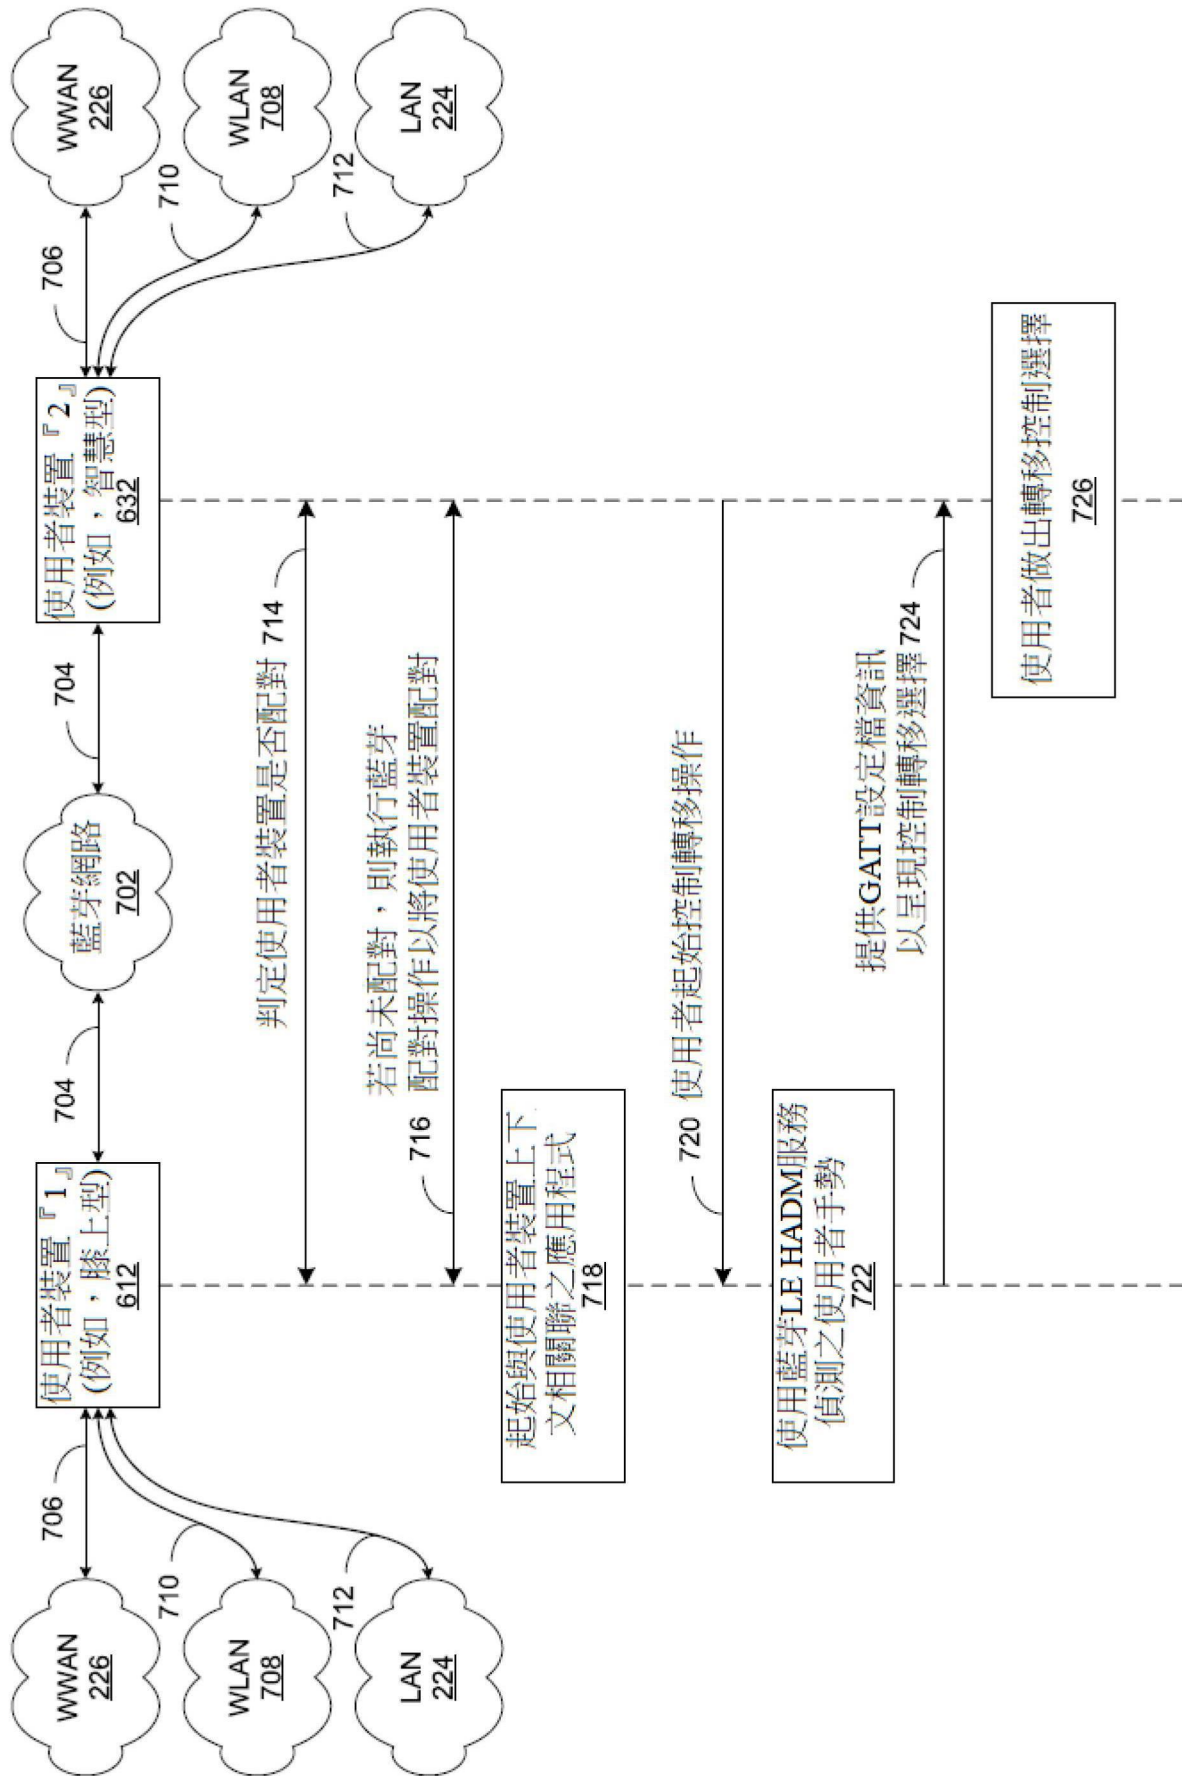 WWAN
226
706
使用者裝置『1』
(例如，膝上型)
612
704
藍芽網路
702
704
使用者裝置『2』
(例如，智慧型)
632
706
WWAN
226
710
WLAN
708
710
WLAN
708
712
LAN
224
712
LAN
224
判定使用者裝置是否配對 714
若尚未配對，則執行藍芽
配對操作以將使用者裝置配對
716
起始與使用者裝置上下
文相關聯之應用程式
718
使用者起始控制轉移操作
720
使用藍芽LE HADM服務
偵測之使用者手勢
722
提供GATT設定檔資訊
以呈現控制轉移選擇 724
使用者做出轉移控制選擇
726